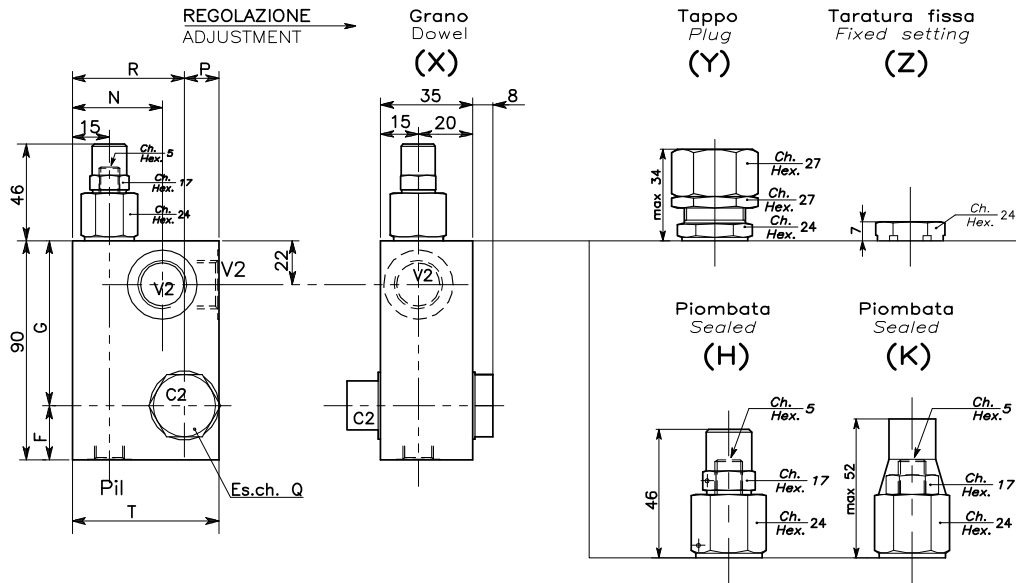 REGOLAZIONE
ADJUSTMENT
Grano
Dowel
(X)
Tappo
Plug
(Y)
Taratura fissa
Fixed setting
(Z)
R
P
N
15
46
Ch.
Hex. 5
Ch.
Hex. 17
Ch.
Hex. 24
35
8
15
20
max 34
Ch.
Hex. 27
Ch.
Hex. 27
Ch.
Hex. 24
7
Ch.
Hex. 24
22
V2
V2
V2
90
G
F
C2
C2
Pil
Es.ch. Q
T
Piombata
Sealed
(H)
Piombata
Sealed
(K)
46
Ch.
Hex. 5
Ch.
Hex. 17
Ch.
Hex. 24
max 52
Ch.
Hex. 5
Ch.
Hex. 17
Ch.
Hex. 24